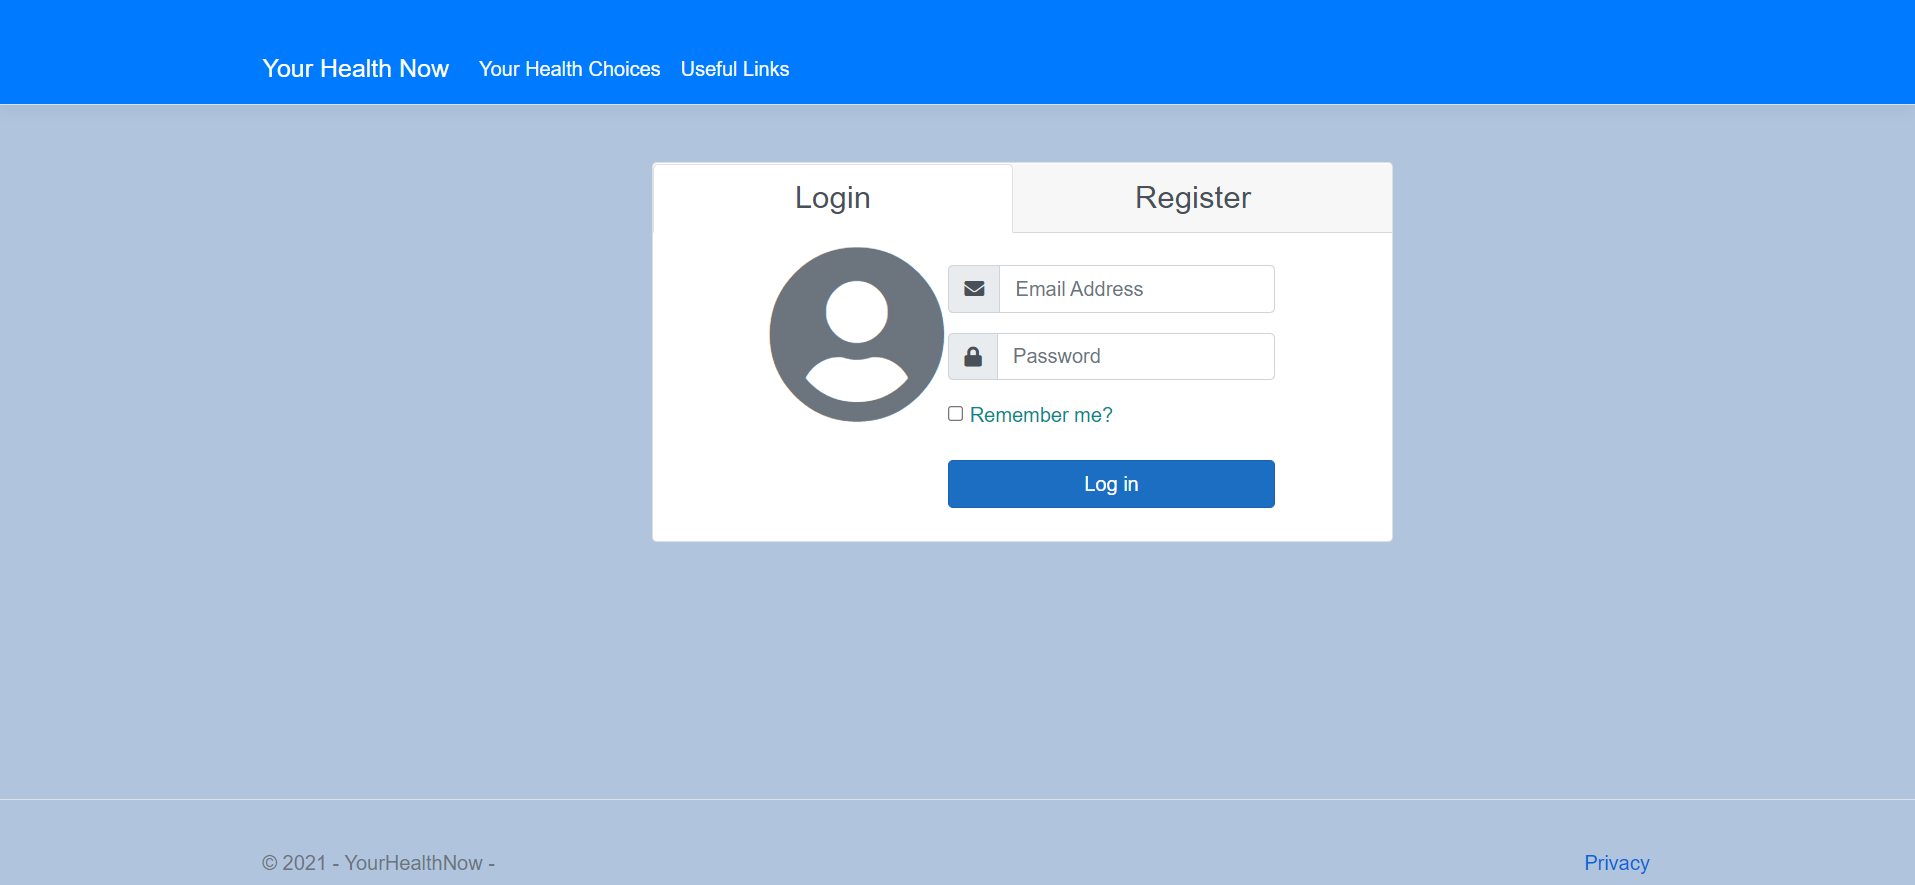 Your Health Now Your Health Choices Useful Links
Login Register
Email Address
Password
Remember me?
Log in
© 2021 - YourHealthNow - Privacy